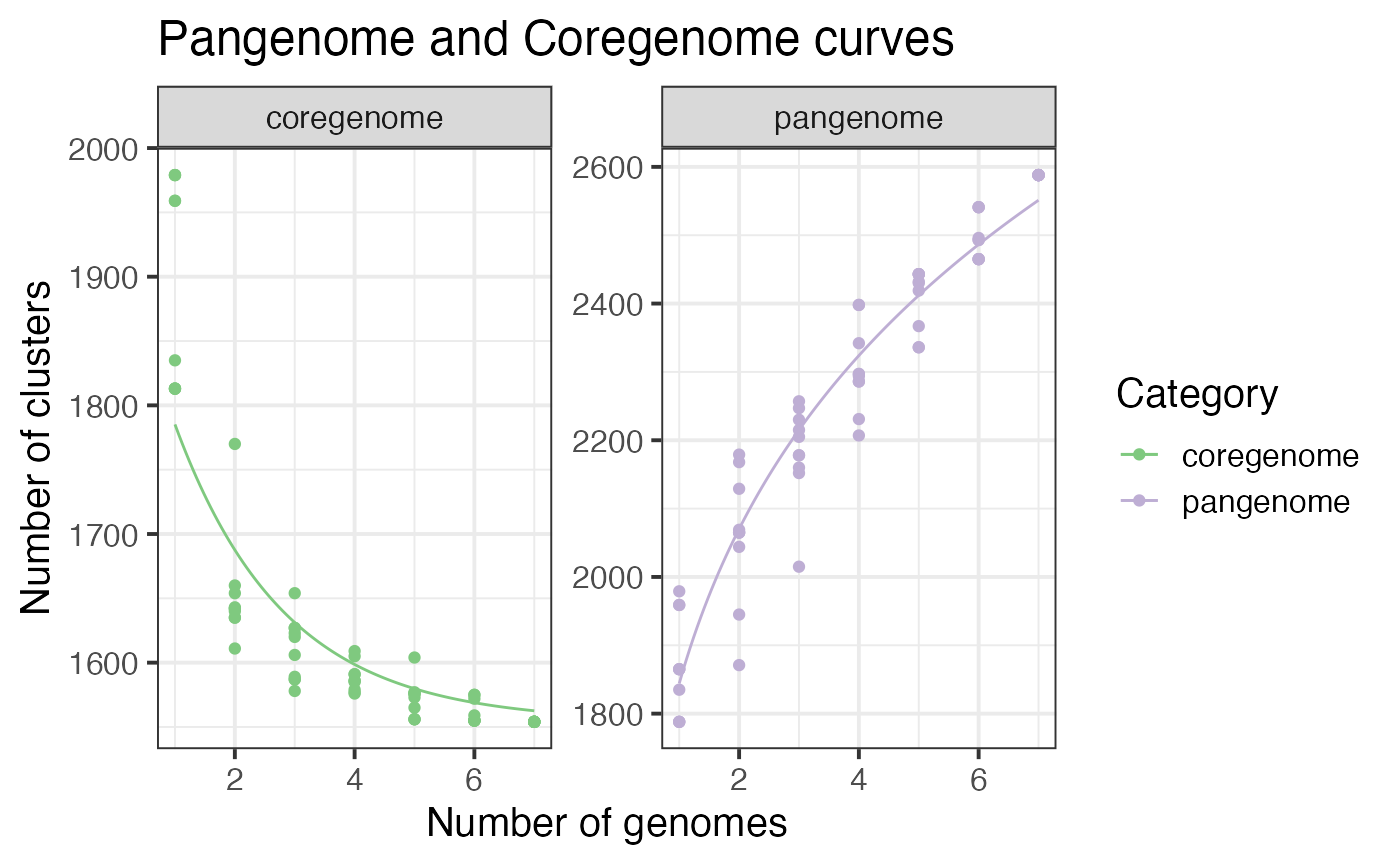 Pangenome and Coregenome curves
coregenome
pangenome
Number of clusters
2000
1900
1800
1700
1600
2600
2400
2200
2000
1800
2 4 6
2 4 6
Number of genomes
Category
coregenome
pangenome